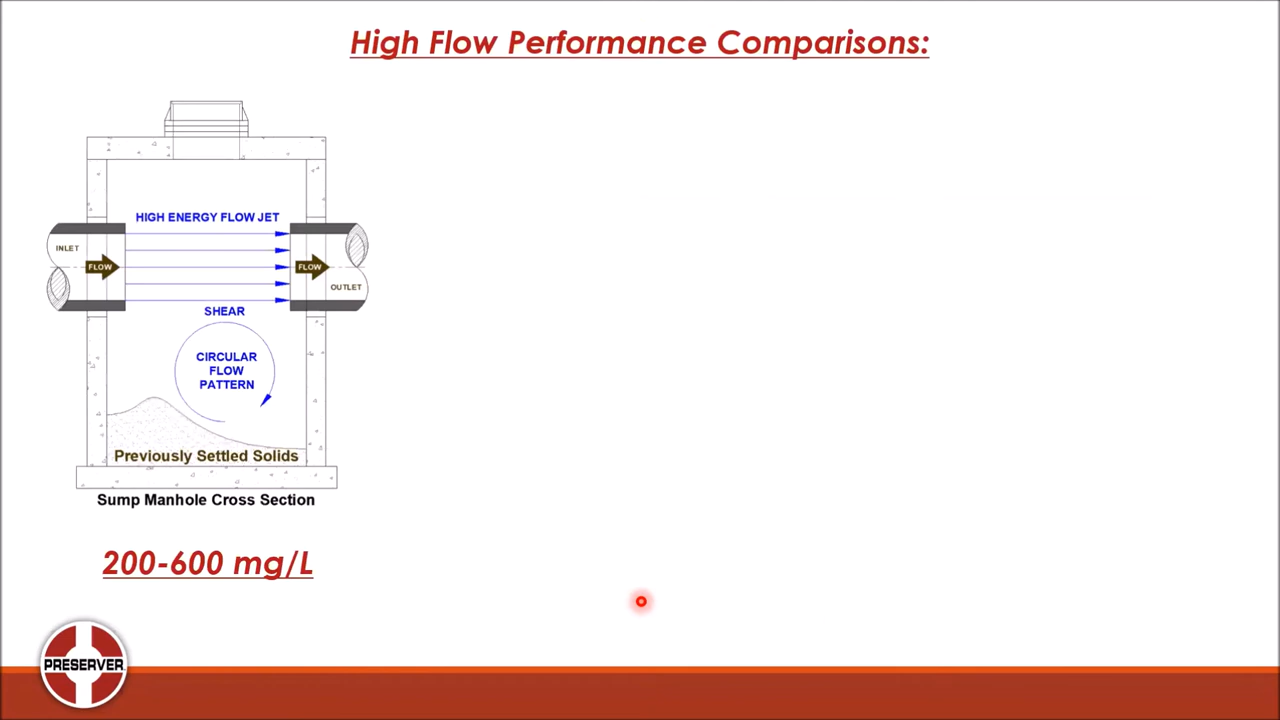 High Flow Performance Comparisons:
HIGH ENERGY FLOW JET
INLET
FLOW
FLOW
OUTLET
SHEAR
CIRCULAR
FLOW
PATTERN
Previously Settled Solids
Sump Manhole Cross Section
200-600 mg/L
PRESERVER